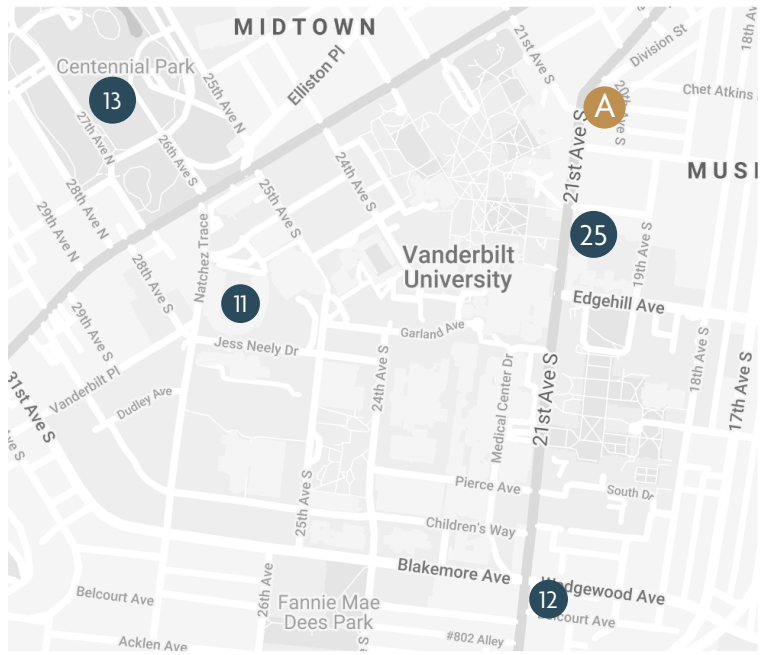 MIDTOWN
18th Ave
21st Ave S
Division St
Centennial Park
13
25th Ave N
Elliston Pl
A
20th Ave S
Chet Atkins
27th Ave N
26th Ave S
24th Ave S
21st Ave S
MUSI
28th Ave N
25th Ave S
29th Ave N
25
19th Ave S
Natchez Trace
Vanderbilt
University
28th Ave S
11
Edgehill Ave
29th Ave S
Garland Ave
Jess Neely Dr
18th Ave S
31st Ave S
Vanderbilt Pl
Dudley Ave
24th Ave S
Medical Center Dr
21st Ave S
17th Ave S
Pierce Ave
South Dr
25th Ave S
Children's Way
Blakemore Ave
Wedgewood Ave
26th Ave
Belcourt Ave
12
Belcourt Ave
Fannie Mae
Dees Park
Acklen Ave
#802 Alley